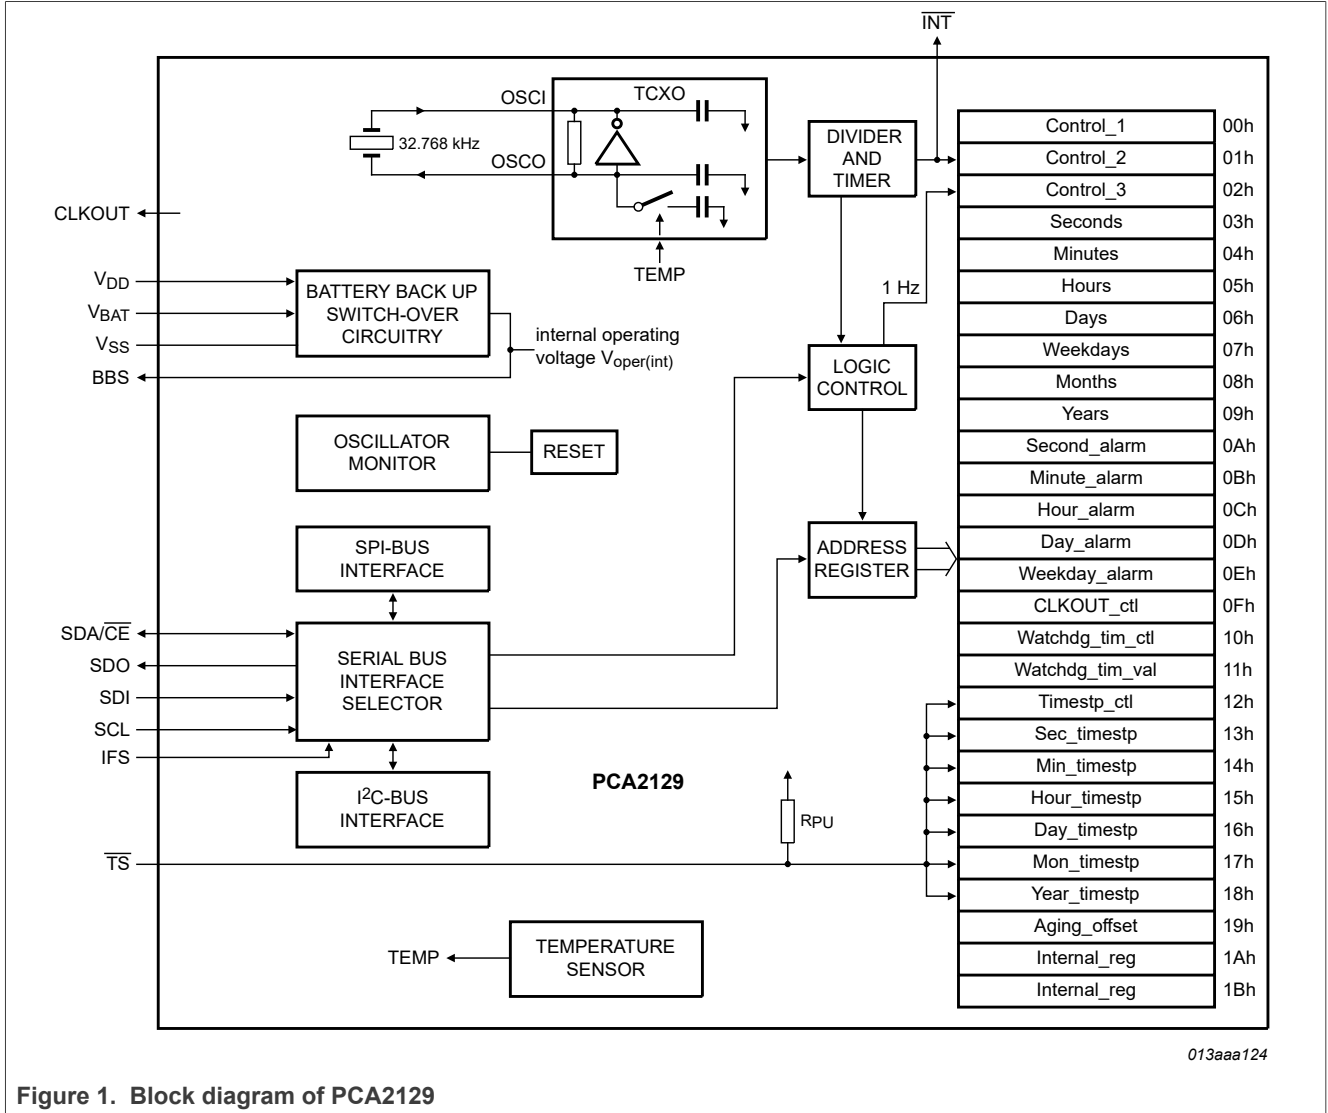 INT
OSCI
TCXO
32.768 kHz
OSCO
TEMP
DIVIDER
AND
TIMER
CLKOUT
VDD
VBAT
VSS
BBS
BATTERY BACK UP
SWITCH-OVER
CIRCUITRY
internal operating
voltage Voper(int)
1 Hz
LOGIC
CONTROL
OSCILLATOR
MONITOR
RESET
SPI-BUS
INTERFACE
ADDRESS
REGISTER
SDA/CE
SDO
SDI
SCL
IFS
SERIAL BUS
INTERFACE
SELECTOR
I2C-BUS
INTERFACE
PCA2129
RPU
TS
TEMP
TEMPERATURE
SENSOR
Control_1 00h
Control_2 01h
Control_3 02h
Seconds 03h
Minutes 04h
Hours 05h
Days 06h
Weekdays 07h
Months 08h
Years 09h
Second_alarm 0Ah
Minute_alarm 0Bh
Hour_alarm 0Ch
Day_alarm 0Dh
Weekday_alarm 0Eh
CLKOUT_ctl 0Fh
Watchdg_tim_ctl 10h
Watchdg_tim_val 11h
Timestp_ctl 12h
Sec_timestp 13h
Min_timestp 14h
Hour_timestp 15h
Day_timestp 16h
Mon_timestp 17h
Year_timestp 18h
Aging_offset 19h
Internal_reg 1Ah
Internal_reg 1Bh
013aaa124
Figure 1. Block diagram of PCA2129